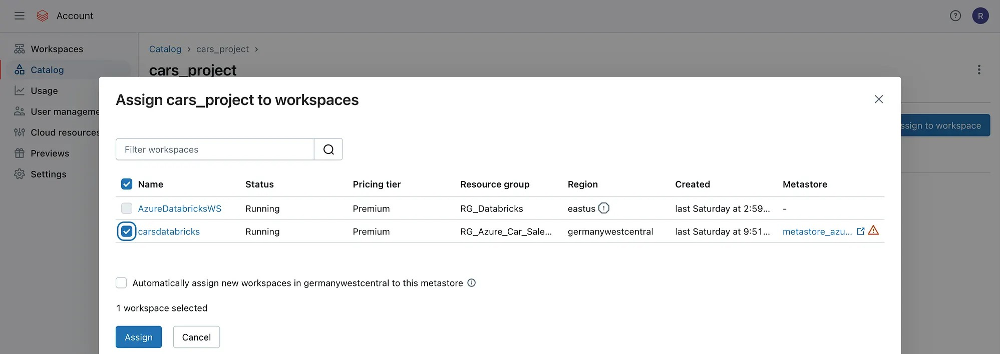 Account
R
Workspaces
Catalog
Usage
User manageme
Cloud resources
Previews
Settings
Catalog > cars_project >
cars_project
ssign to workspace
Assign cars_project to workspaces
Filter workspaces
Name Status Pricing tier Resource group Region Created Metastore
AzureDatabricksWS Running Premium RG_Databricks eastus last Saturday at 2:59... -
carsdatabricks Running Premium RG_Azure_Car_Sale... germanywestcentral last Saturday at 9:51... metastore_azu...
Automatically assign new workspaces in germanywestcentral to this metastore
1 workspace selected
Assign Cancel